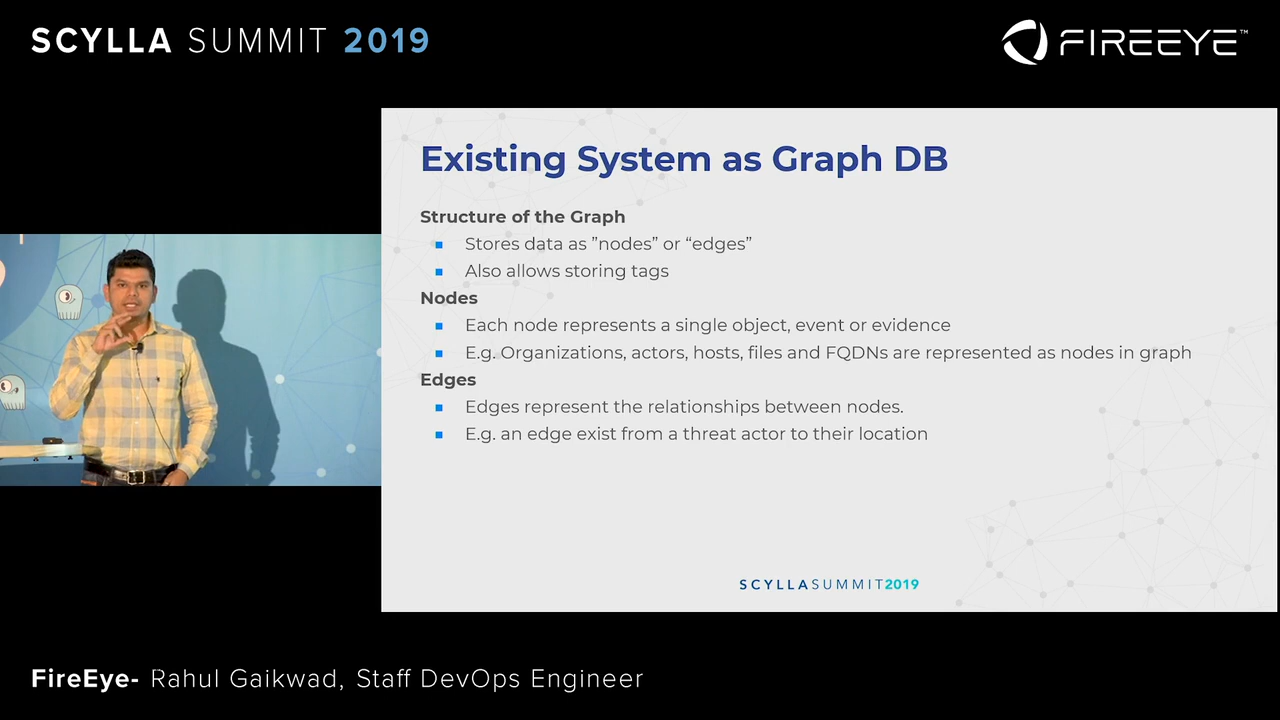 SCYLLA SUMMIT 2019
FIREEYE™
Existing System as Graph DB
Structure of the Graph
Stores data as ”nodes” or “edges”
Also allows storing tags
Nodes
Each node represents a single object, event or evidence
E.g. Organizations, actors, hosts, files and FQDNs are represented as nodes in graph
Edges
Edges represent the relationships between nodes.
E.g. an edge exist from a threat actor to their location
SCYLLASUMMIT2019
FireEye- Rahul Gaikwad, Staff DevOps Engineer